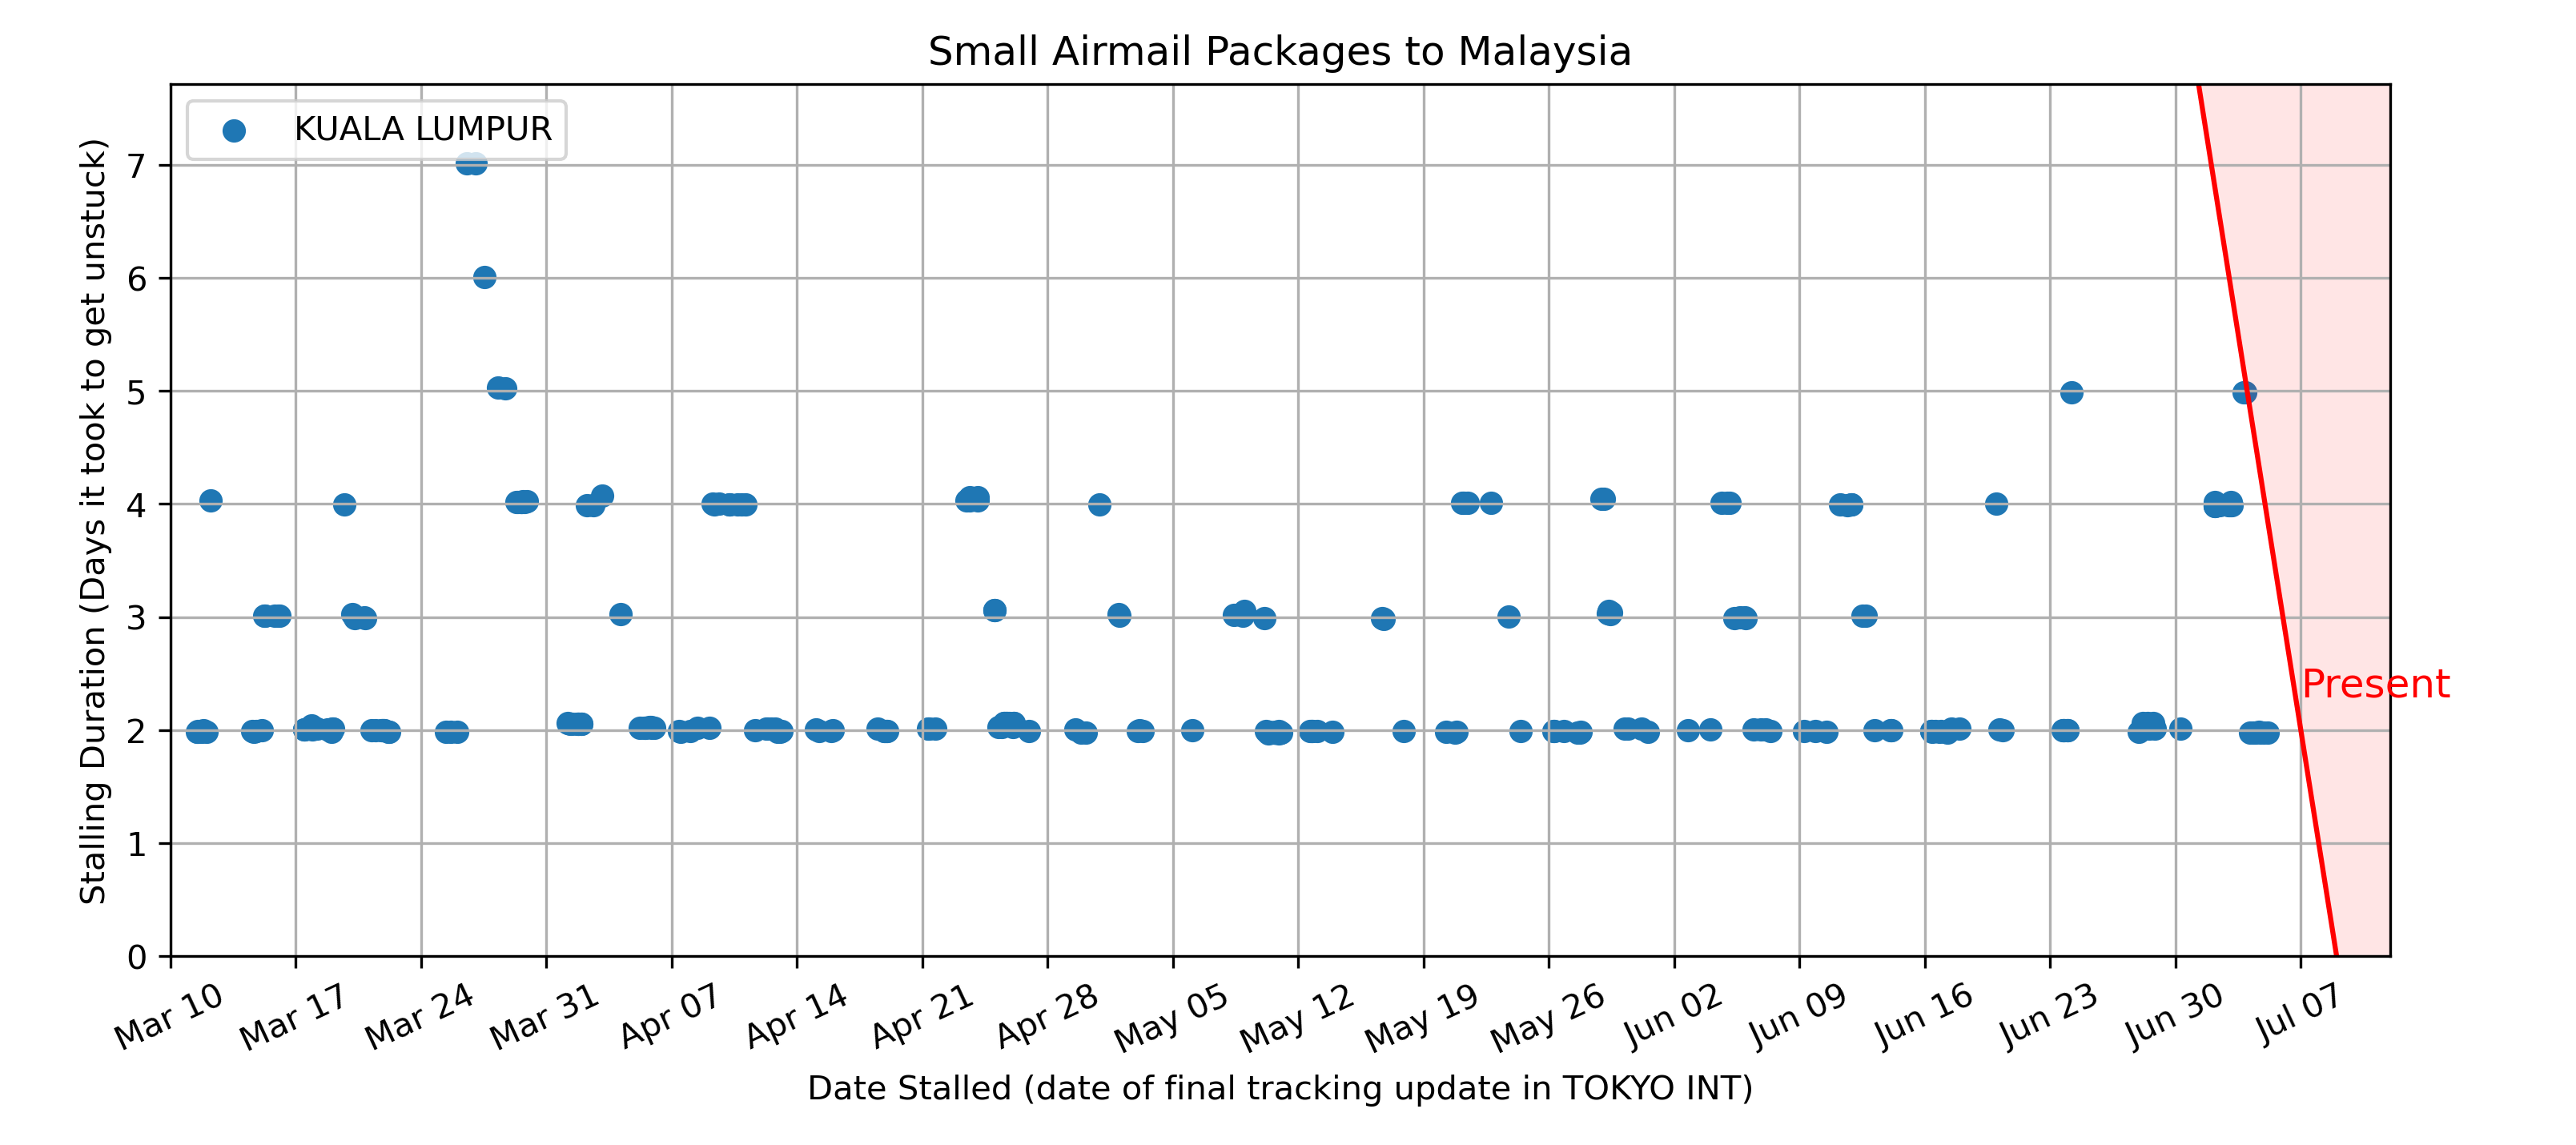 Small Airmail Packages to Malaysia
KUALA LUMPUR
Stalling Duration (Days it took to get unstuck)
7
6
5
4
3
2
1
0
Present
Mar 10 Mar 17 Mar 24 Mar 31 Apr 07 Apr 14 Apr 21 Apr 28 May 05 May 12 May 19 May 26 Jun 02 Jun 09 Jun 16 Jun 23 Jun 30 Jul 07
Date Stalled (date of final tracking update in TOKYO INT)